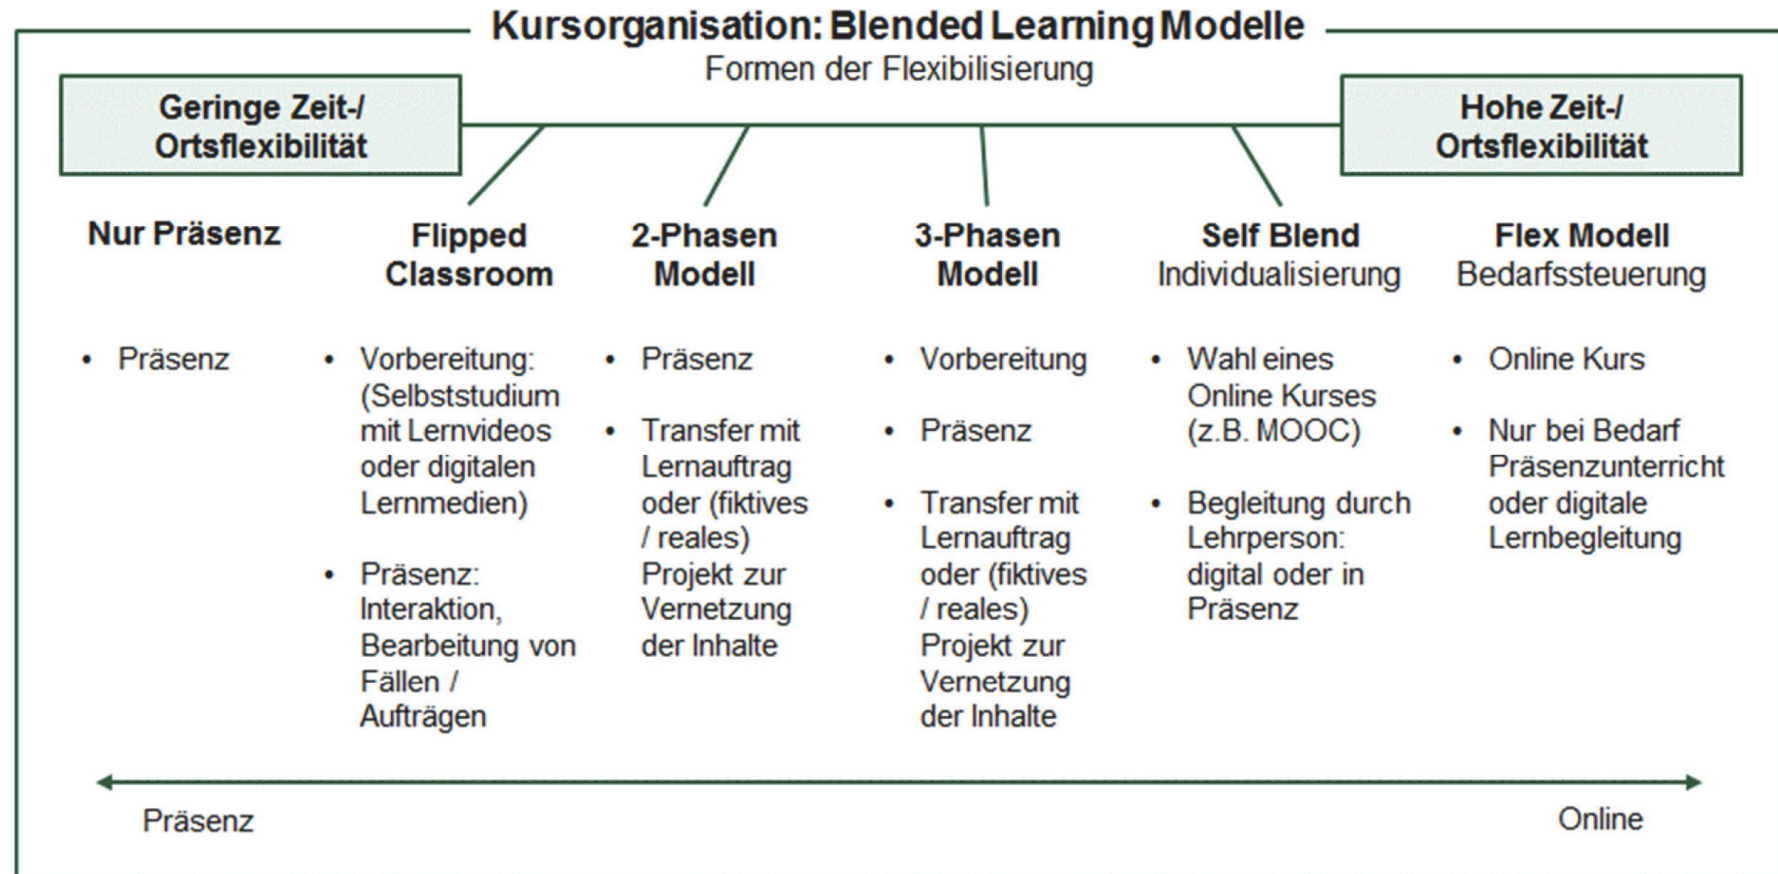 Kursorganisation: Blended Learning Modelle
Formen der Flexibilisierung
Geringe Zeit-/
Ortsflexibilität
Hohe Zeit-/
Ortsflexibilität
Nur Präsenz
• Präsenz
Flipped
Classroom
• Vorbereitung:
(Selbststudium
mit Lernvideos
oder digitalen
Lernmedien)
• Präsenz:
Interaktion,
Bearbeitung von
Fällen /
Aufträgen
2-Phasen
Modell
• Präsenz
• Transfer mit
Lernauftrag
oder (fiktives
/ reales)
Projekt zur
Vernetzung
der Inhalte
3-Phasen
Modell
• Vorbereitung
• Präsenz
• Transfer mit
Lernauftrag
oder (fiktives
/ reales)
Projekt zur
Vernetzung
der Inhalte
Self Blend
Individualisierung
• Wahl eines
Online Kurses
(z.B. MOOC)
• Begleitung durch
Lehrperson:
digital oder in
Präsenz
Flex Modell
Bedarfssteuerung
• Online Kurs
• Nur bei Bedarf
Präsenzunterricht
oder digitale
Lernbegleitung
Präsenz
Online